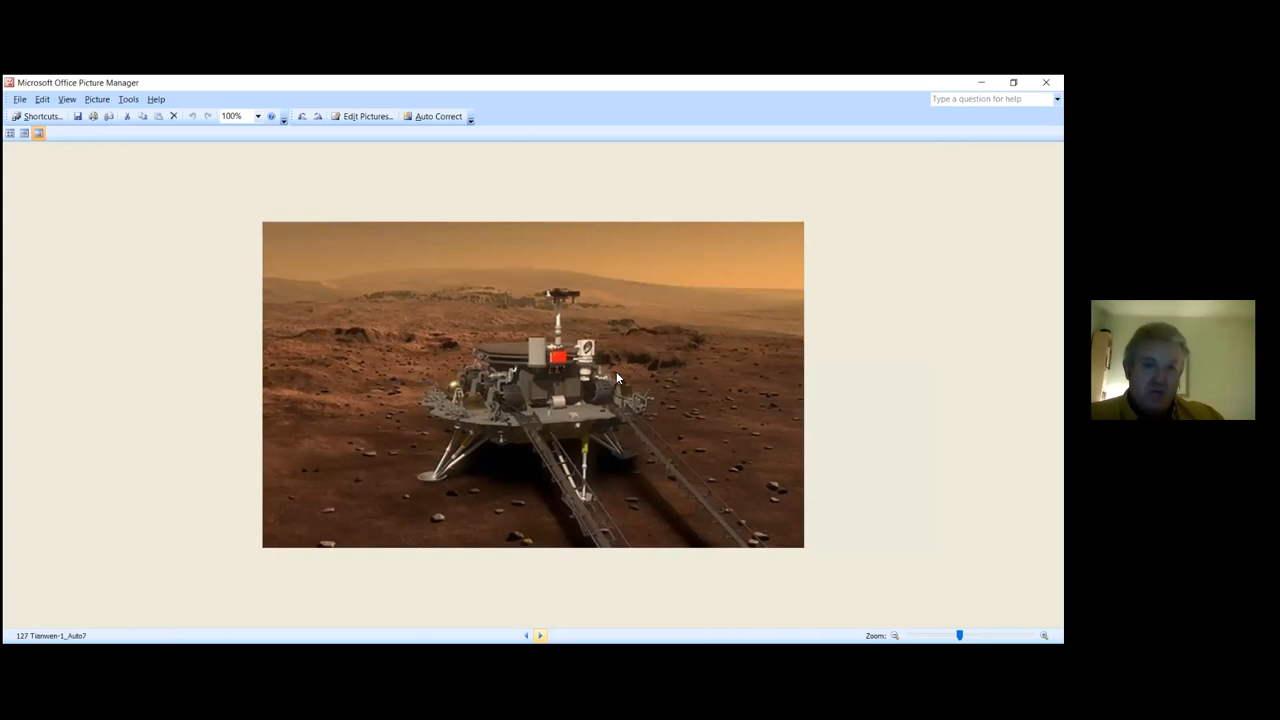 Microsoft Office Picture Manager
File Edit View Picture Tools Help
Type a question for help
Shortcuts...
100%
Edit Pictures...
Auto Correct
127 Tianwen-1_Auto7
Zoom: